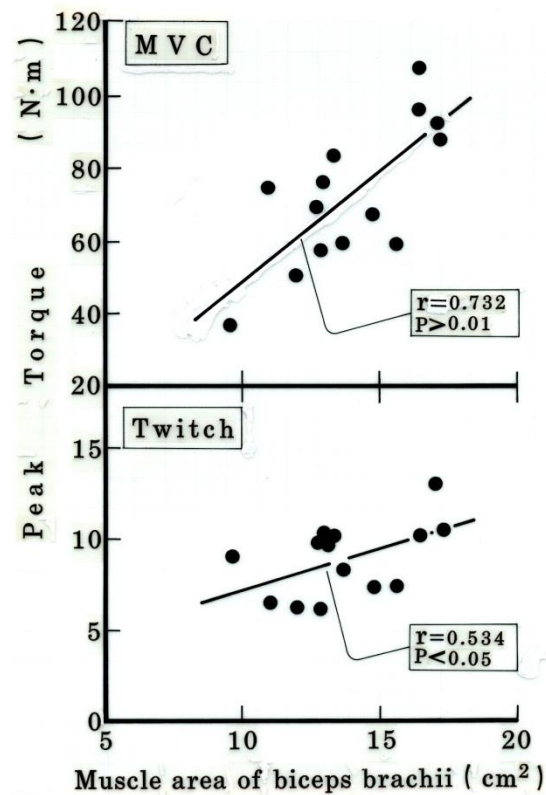 120
MVC
100
80
60
40
20
r=0.732
P>0.01
Peak Torque (N·m)
Twitch
15
10
5
0
r=0.534
P<0.05
5 10 15 20
Muscle area of biceps brachii ( cm² )